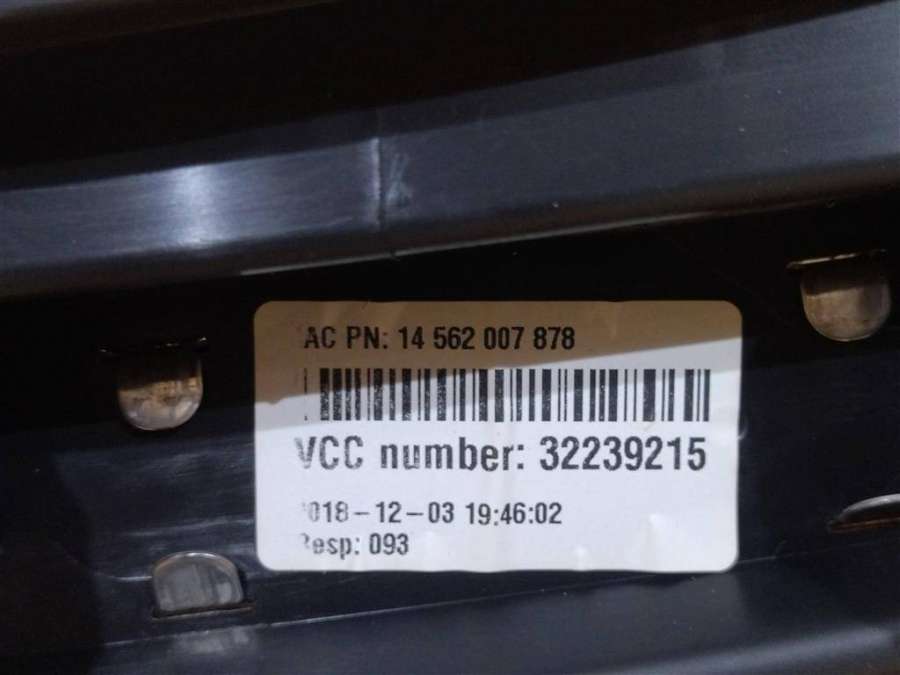 AC PN: 14 562 007 878
VCC number: 32239215
018-12-03 19:46:02
Resp: 093